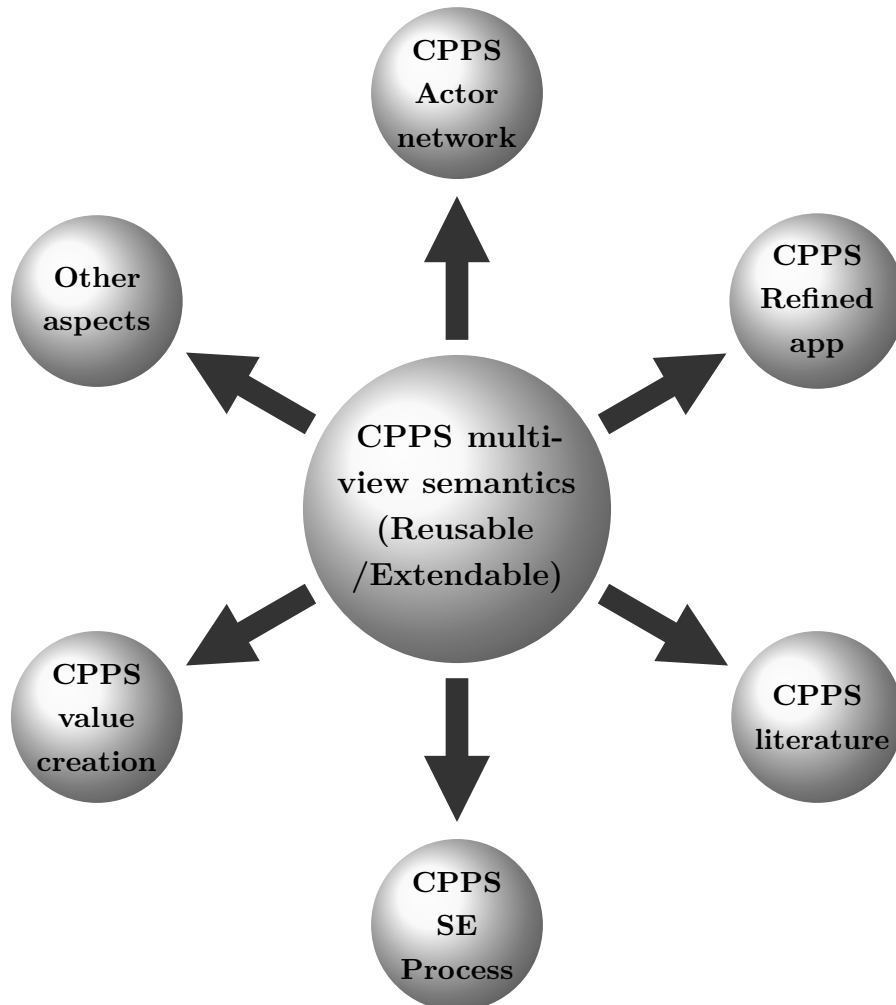 CPPS
Actor
network
Other
aspects
CPPS
Refined
app
CPPS multi-
view semantics
(Reusable
/Extendable)
CPPS
value
creation
CPPS
literature
CPPS
SE
Process